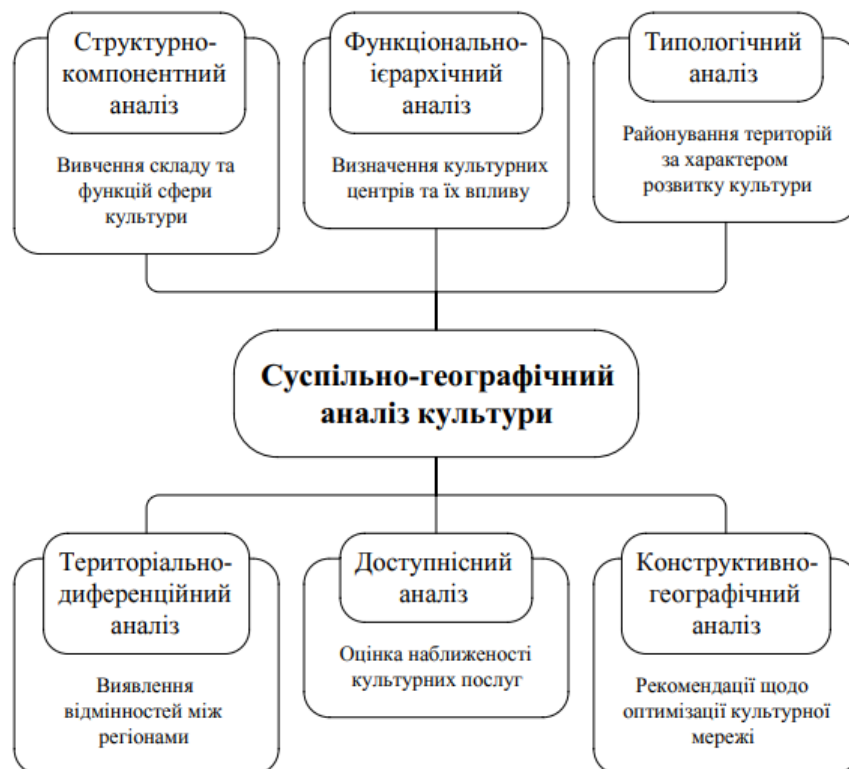 Структурно-
компонентний
аналіз
Вивчення складу та
функцій сфери
культури
Функціонально-
ієрархічний
аналіз
Визначення культурних
центрів та їх впливу
Типологічний
аналіз
Районування територій
за характером
розвитку культури
Суспільно-географічний
аналіз культури
Територіально-
диференційний
аналіз
Виявлення
відмінностей між
регіонами
Доступнісний
аналіз
Оцінка наближеності
культурних послуг
Конструктивно-
географічний
аналіз
Рекомендації щодо
оптимізації культурної
мережі